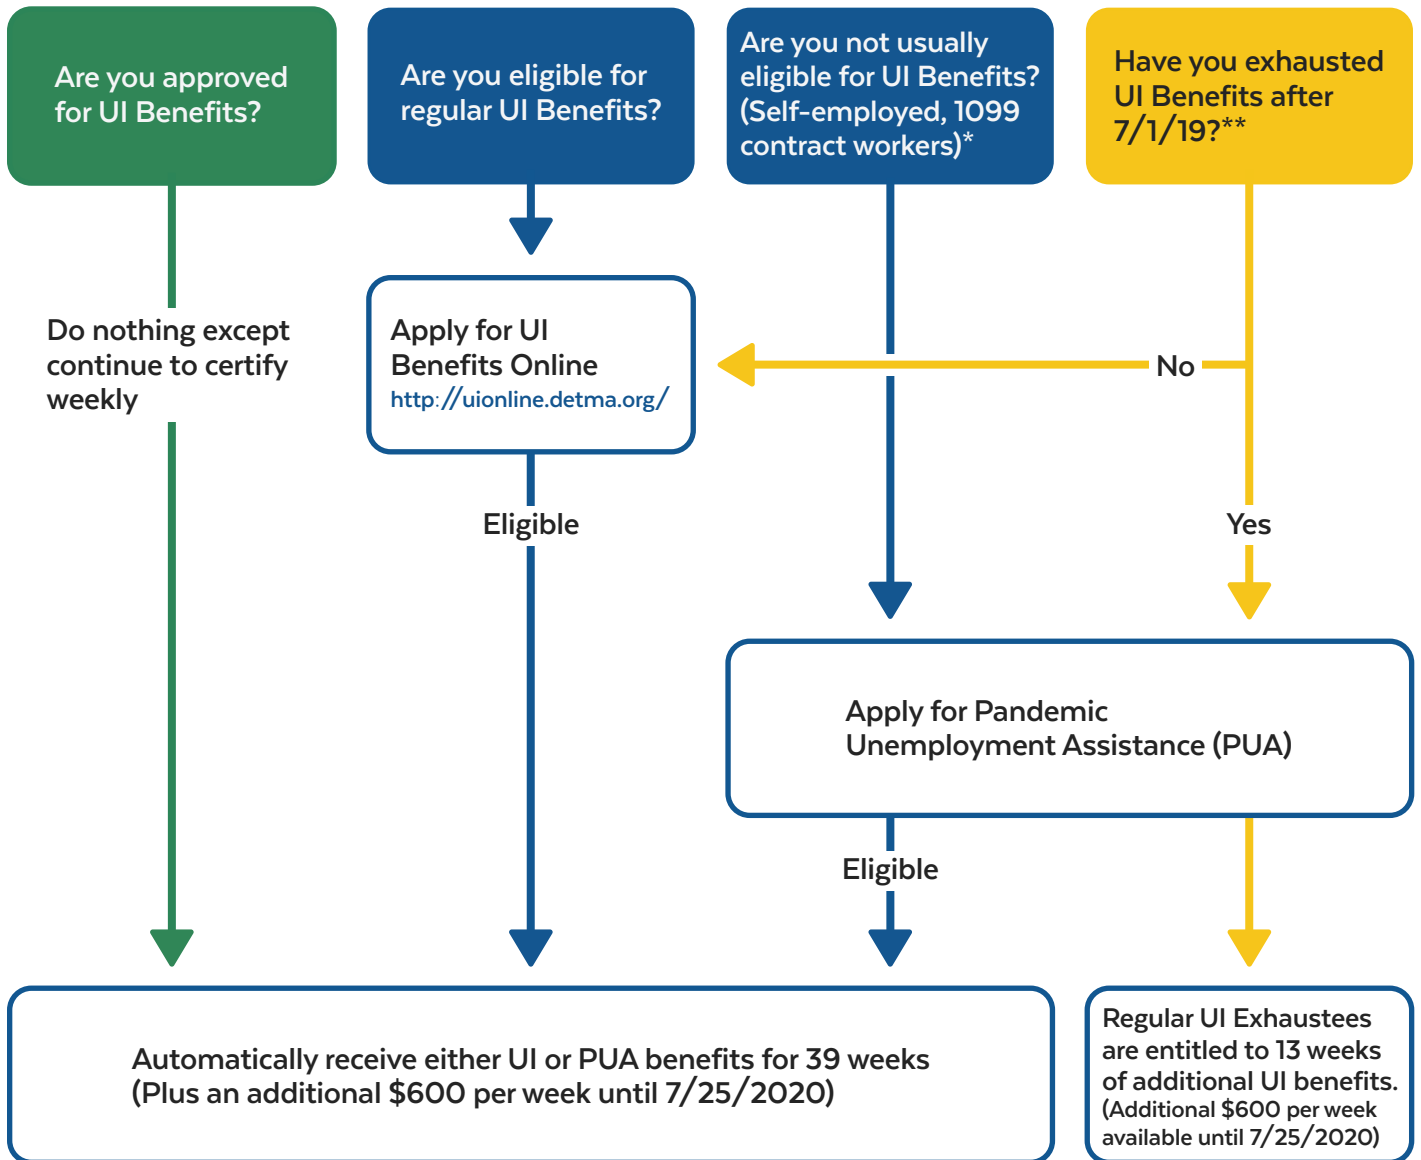 Are you approved
for UI Benefits?
Are you eligible for
regular UI Benefits?
Are you not usually
eligible for UI Benefits?
(Self-employed, 1099
contract workers)*
Have you exhausted
UI Benefits after
7/1/19?**
Do nothing except
continue to certify
weekly
Apply for UI
Benefits Online
http://uionline.detma.org/
No
Eligible
Yes
Apply for Pandemic
Unemployment Assistance (PUA)
Eligible
Automatically receive either UI or PUA benefits for 39 weeks
(Plus an additional $600 per week until 7/25/2020)
Regular UI Exhaustees
are entitled to 13 weeks
of additional UI benefits.
(Additional $600 per week
available until 7/25/2020)